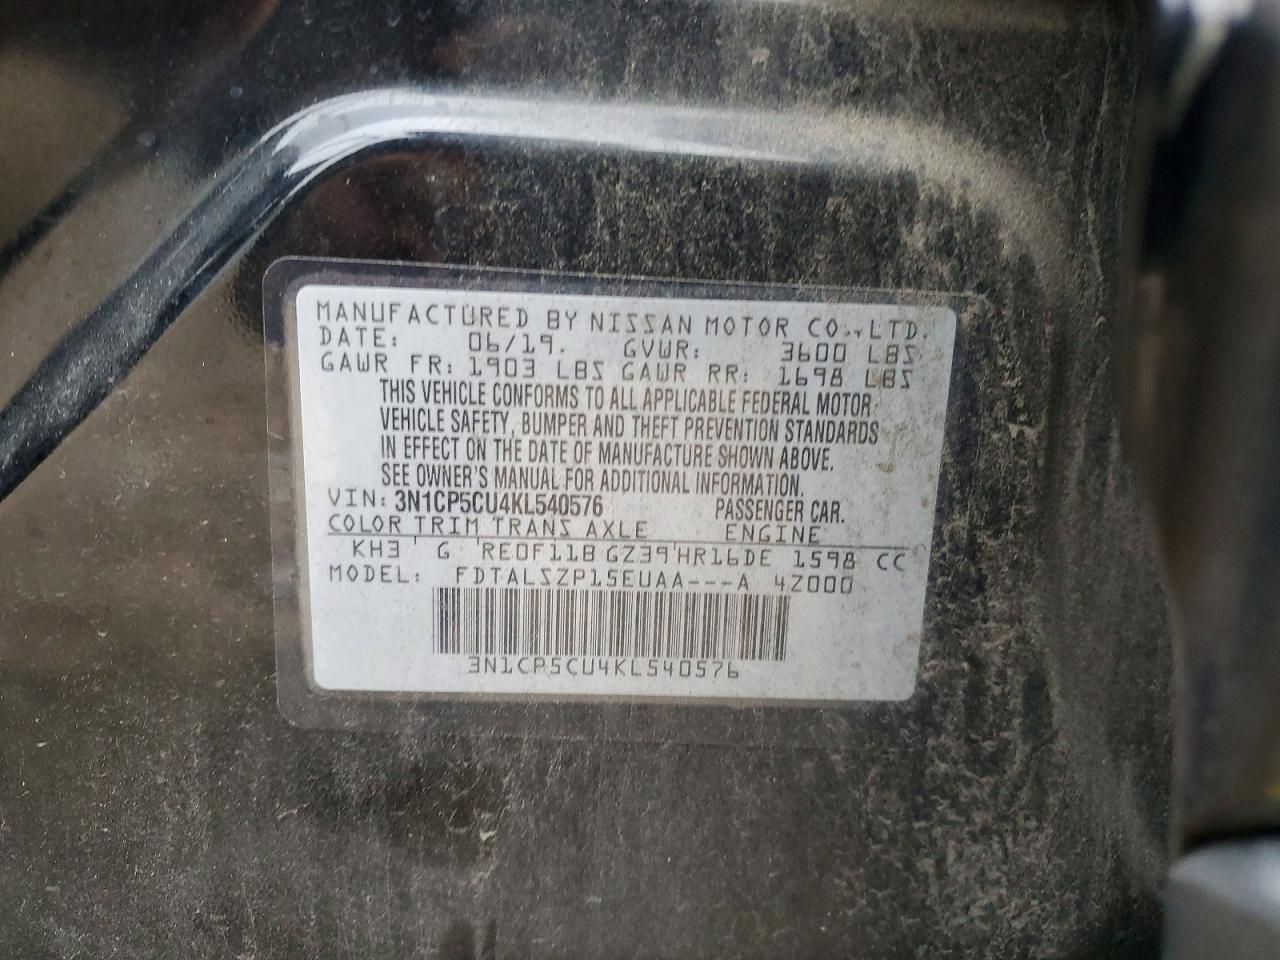 MANUFACTURED BY NISSAN MOTOR CO., LTD.
DATE: 06/19. GVWR: 3600 LBS
GAWR FR: 1903 LBS GAWR RR: 1698 LBS
THIS VEHICLE CONFORMS TO ALL APPLICABLE FEDERAL MOTOR
VEHICLE SAFETY, BUMPER AND THEFT PREVENTION STANDARDS
IN EFFECT ON THE DATE OF MANUFACTURE SHOWN ABOVE.
SEE OWNER'S MANUAL FOR ADDITIONAL INFORMATION.
VIN: 3N1CP5CU4KL540576 PASSENGER CAR.
COLOR TRIM TRANS AXLE ENGINE
KH3 G RE0F11B GZ39 HR16DE 1598 CC
MODEL: FDTALSZP15EUAA---A 4Z000
3N1CP5CU4KL540576